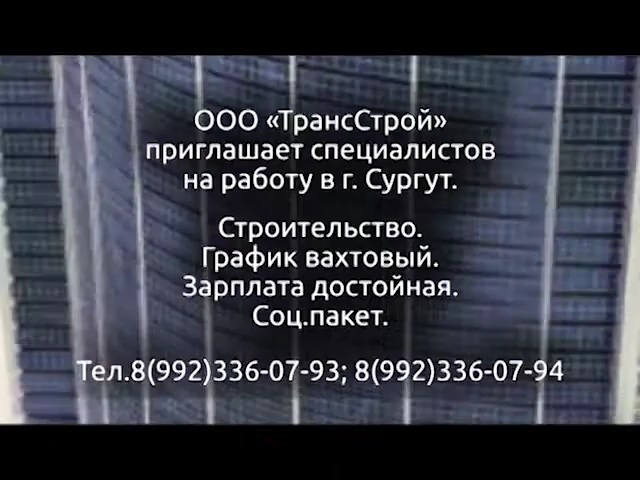 ООО «ТрансСтрой»
приглашает специалистов
на работу в г. Сургут.
Строительство.
График вахтовый.
Зарплата достойная.
Соц.пакет.
Тел.8(992)336-07-93; 8(992)336-07-94